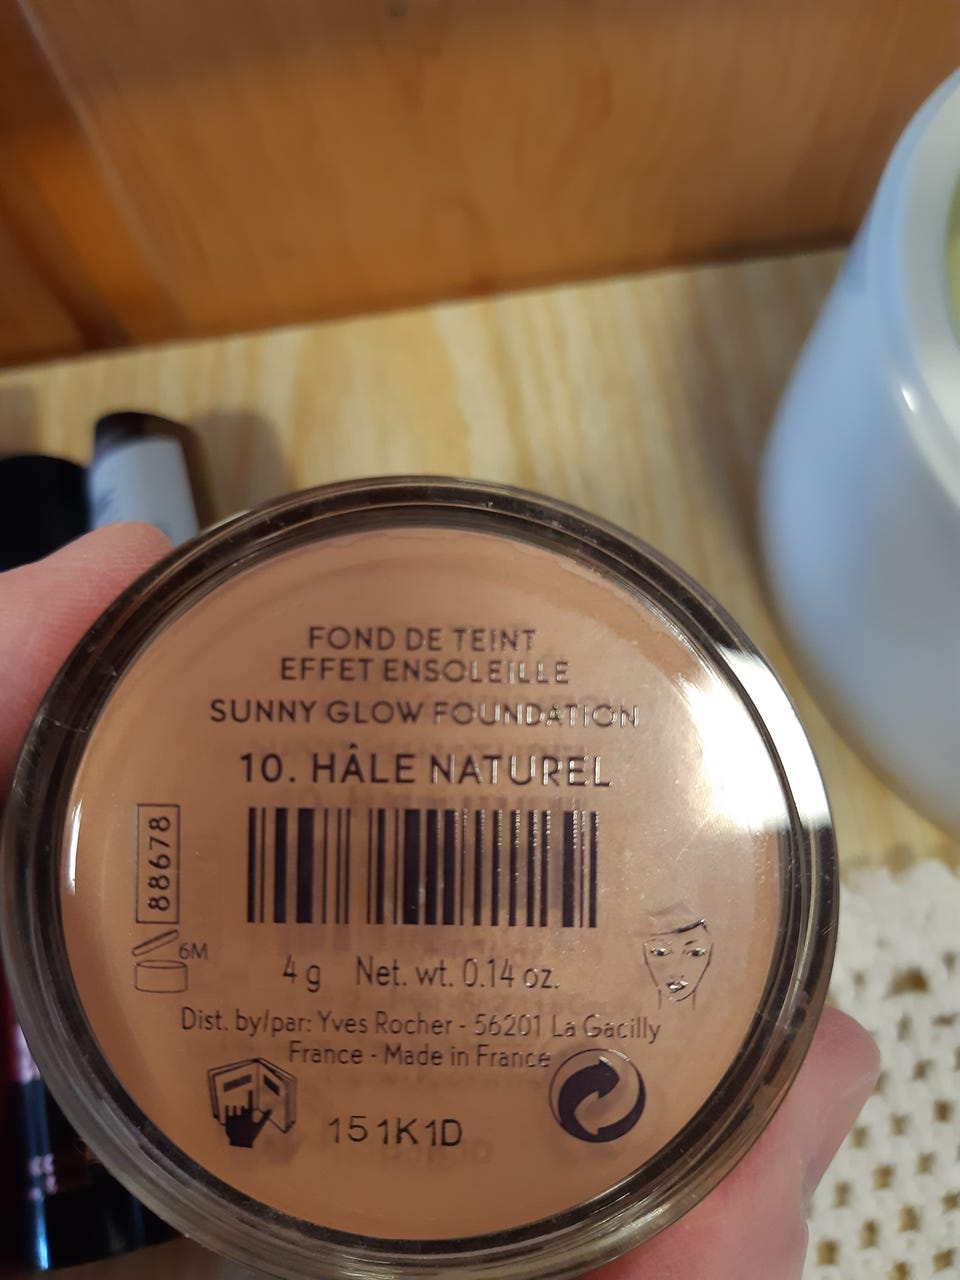 FOND DE TEINT
EFFET ENSOLEILLE
SUNNY GLOW FOUNDATION
10. HÂLE NATUREL
88678
6M
4 g Net. wt. 0.14 oz.
Dist. by/par: Yves Rocher - 56201 La Gacilly
France - Made in France
151K1D